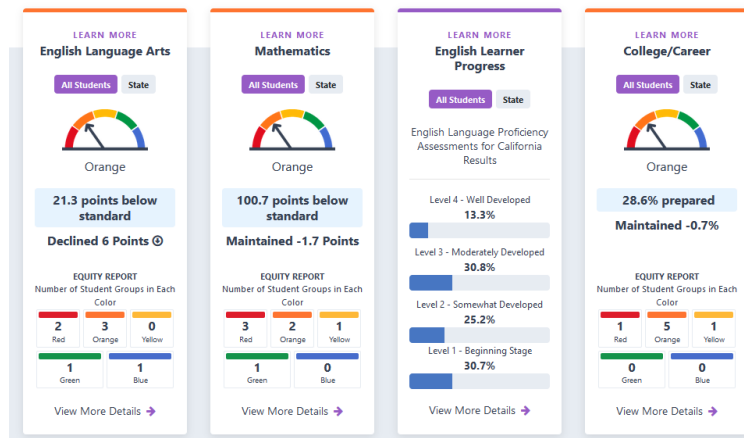 LEARN MORE
English Language Arts
All Students
State
Orange
21.3 points below
standard
Declined 6 Points
EQUITY REPORT
Number of Student Groups in Each
Color
2
Red
3
Orange
0
Yellow
1
Green
1
Blue
View More Details
LEARN MORE
Mathematics
All Students
State
Orange
100.7 points below
standard
Maintained -1.7 Points
EQUITY REPORT
Number of Student Groups in Each
Color
3
Red
2
Orange
1
Yellow
1
Green
0
Blue
View More Details
LEARN MORE
English Learner
Progress
All Students
State
English Language Proficiency
Assessments for California
Results
Level 4 - Well Developed
13.3%
Level 3 - Moderately Developed
30.8%
Level 2 - Somewhat Developed
25.2%
Level 1 - Beginning Stage
30.7%
View More Details
LEARN MORE
College/Career
All Students
State
Orange
28.6% prepared
Maintained -0.7%
EQUITY REPORT
Number of Student Groups in Each
Color
1
Red
5
Orange
1
Yellow
0
Green
0
Blue
View More Details